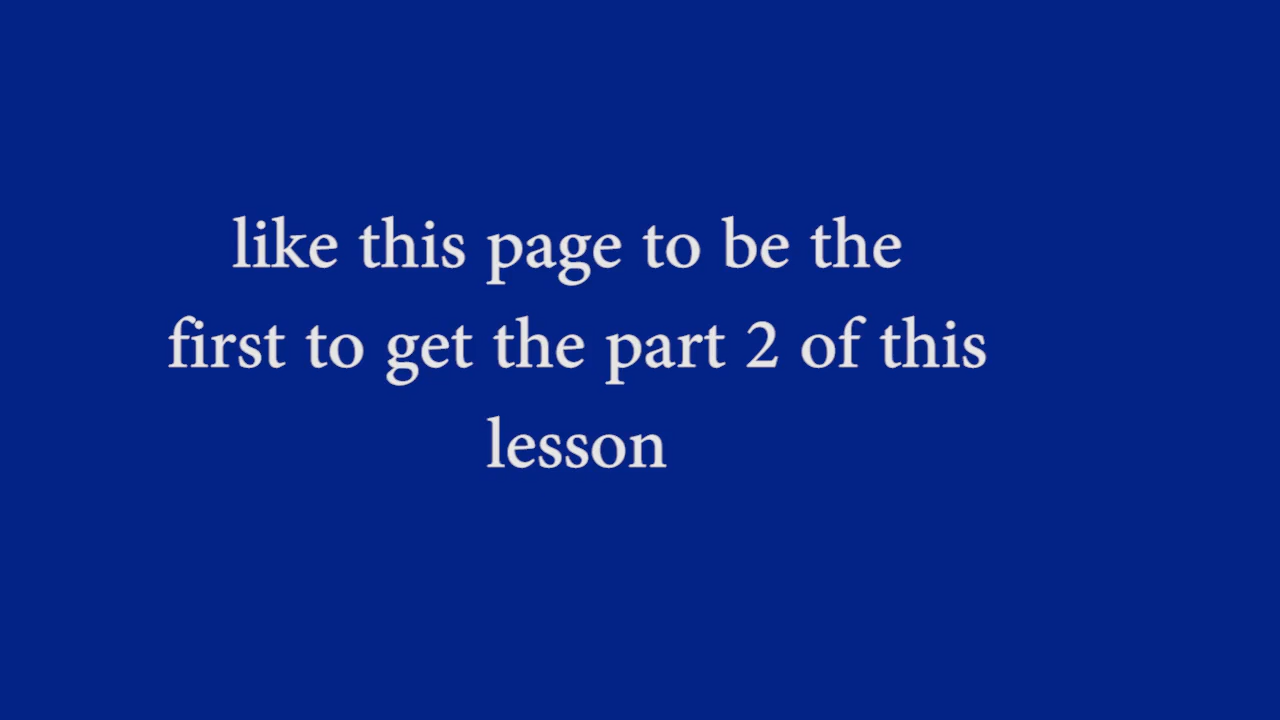 like this page to be the
first to get the part 2 of this
lesson